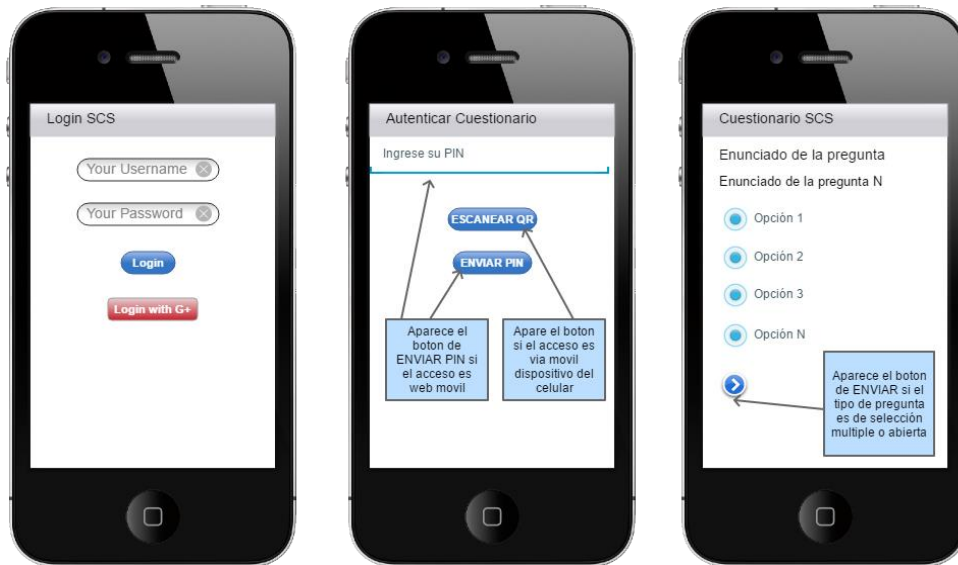 Login SCS
Your Username
Your Password
Login
Login with G+
Autenticar Cuestionario
Ingrese su PIN
ESCANEAR QR
ENVIAR PIN
Aparece el
boton de
ENVIAR PIN si
el acceso es
web movil
Apare el boton
si el acceso es
via movil
dispositivo del
celular
Cuestionario SCS
Enunciado de la pregunta
Enunciado de la pregunta N
Opción 1
Opción 2
Opción 3
Opción N
Aparece el boton
de ENVIAR si el
tipo de pregunta
es de selección
multiple o abierta